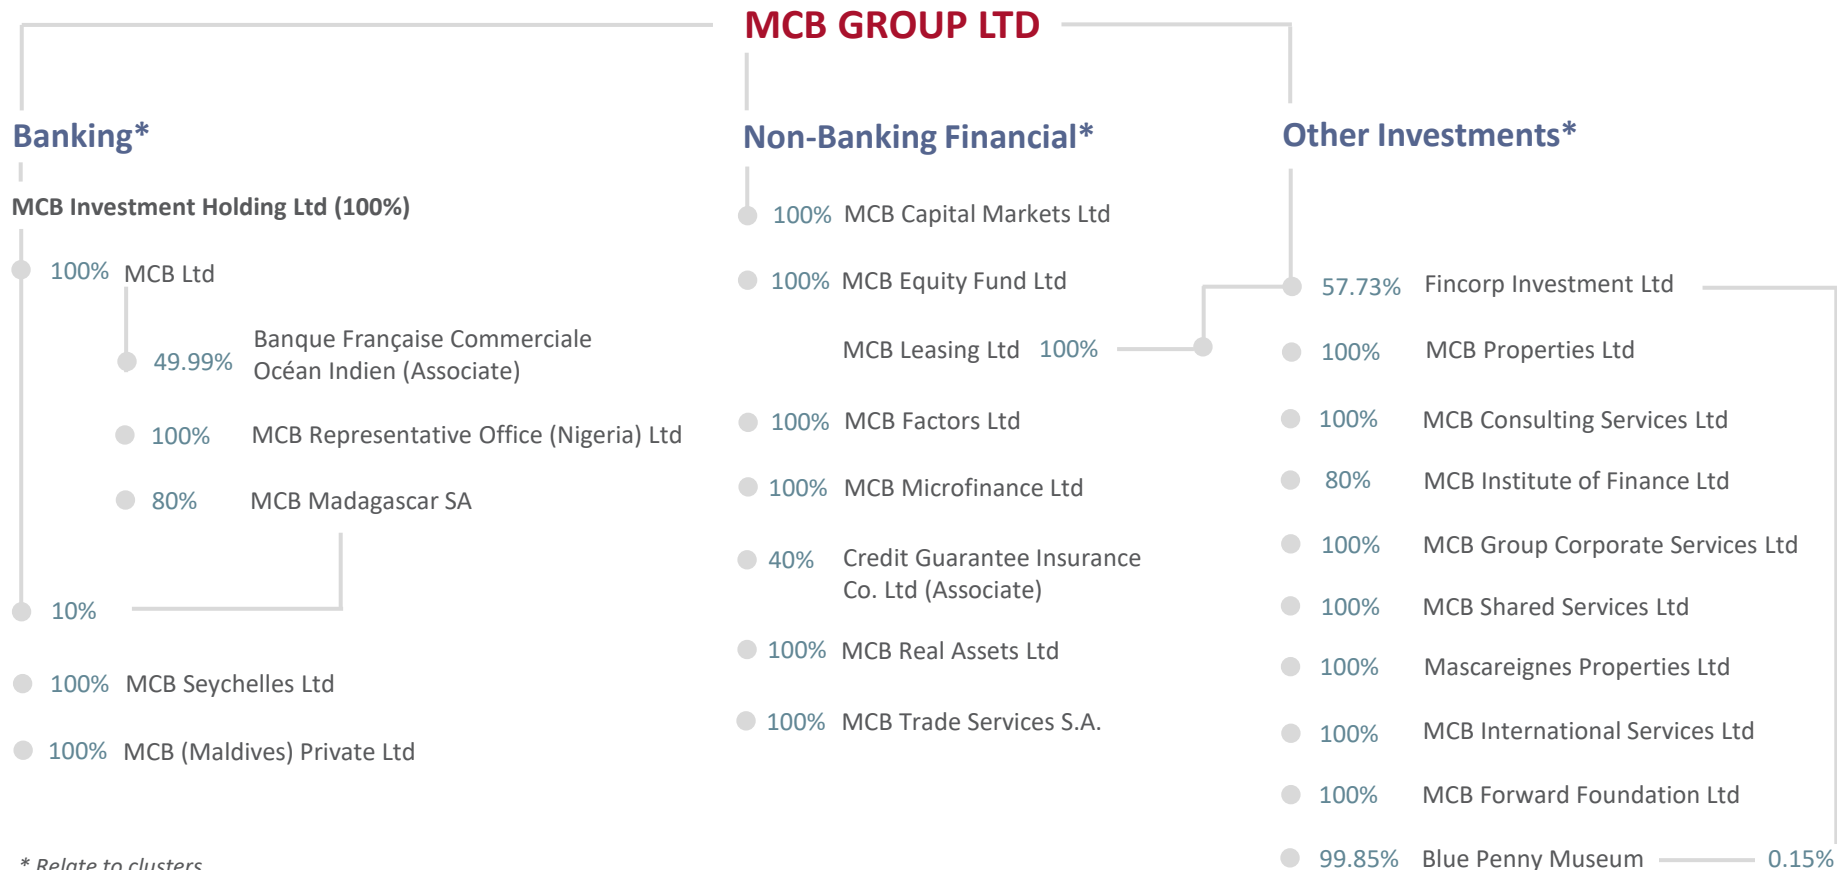 MCB GROUP LTD
Banking*
MCB Investment Holding Ltd (100%)
100% MCB Ltd
49.99% Banque Française Commerciale
Océan Indien (Associate)
100% MCB Representative Office (Nigeria) Ltd
80% MCB Madagascar SA
10%
100% MCB Seychelles Ltd
100% MCB (Maldives) Private Ltd
* Relate to clusters
Non-Banking Financial*
100% MCB Capital Markets Ltd
100% MCB Equity Fund Ltd
MCB Leasing Ltd 100%
100% MCB Factors Ltd
100% MCB Microfinance Ltd
40% Credit Guarantee Insurance
Co. Ltd (Associate)
100% MCB Real Assets Ltd
100% MCB Trade Services S.A.
Other Investments*
57.73% Fincorp Investment Ltd
100% MCB Properties Ltd
100% MCB Consulting Services Ltd
80% MCB Institute of Finance Ltd
100% MCB Group Corporate Services Ltd
100% MCB Shared Services Ltd
100% Mascareignes Properties Ltd
100% MCB International Services Ltd
100% MCB Forward Foundation Ltd
99.85% Blue Penny Museum 0.15%